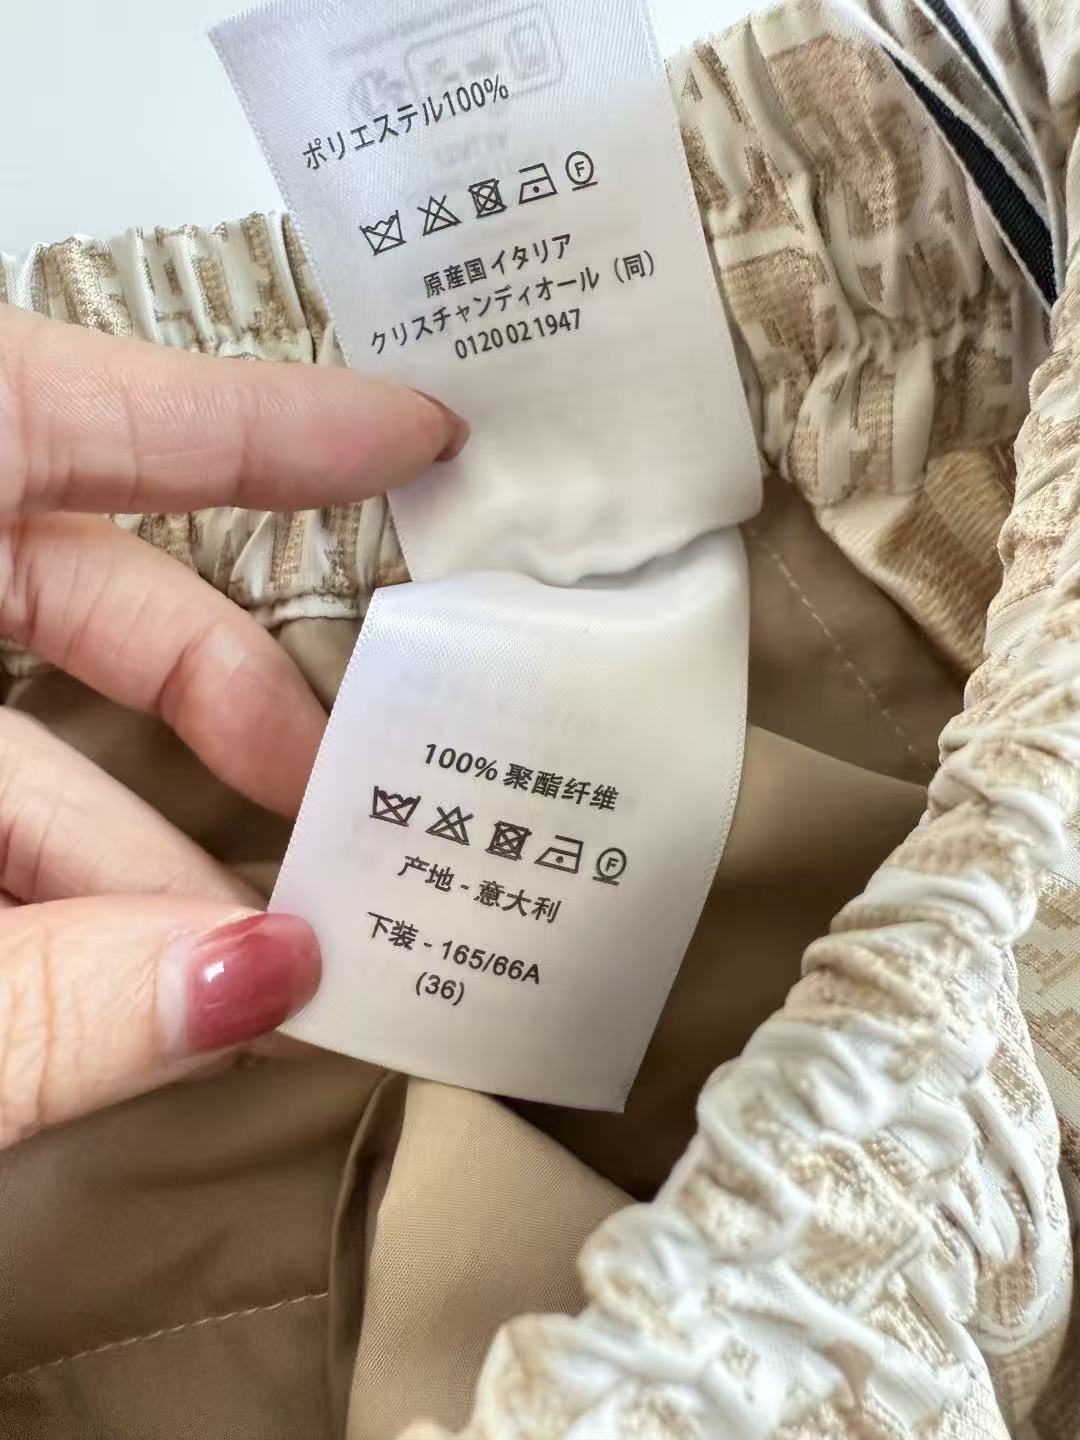 ポリエステル100%
F
原産国 イタリア
クリスチャンディオール（同）
0120 02 1947
100% 聚酯纤维
F
产地 - 意大利
下装 - 165/66A
(36)